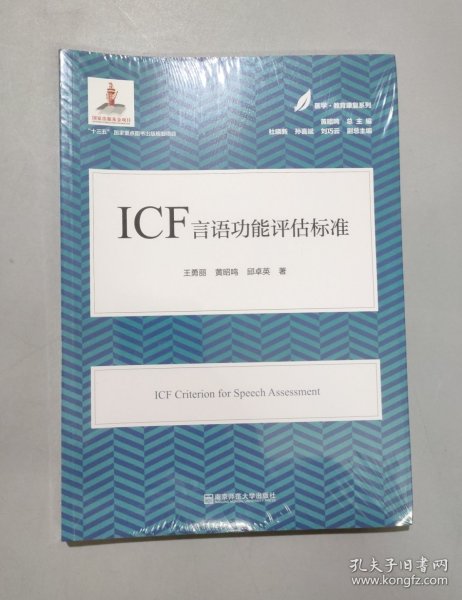 国家出版基金项目
"十三五"国家重点图书出版规划项目
医学·教育康复系列
黄昭鸣 总主编
杜晓新 孙喜斌 刘巧云 副总主编
ICF言语功能评估标准
王勇丽 黄昭鸣 邱卓英 著
ICF Criterion for Speech Assessment
南京师范大学出版社
孔夫子旧书网
www.kongfz.com